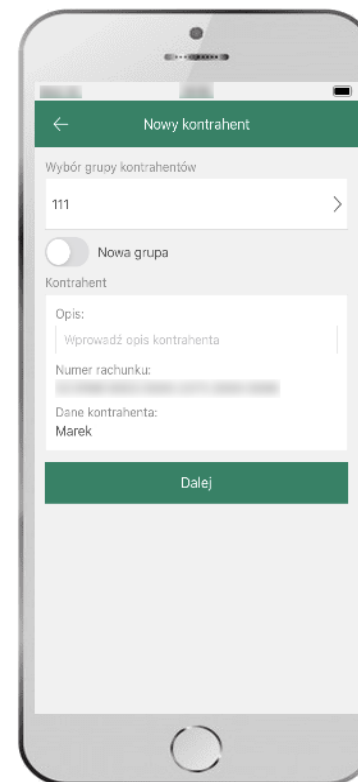 Nowy kontrahent
Wybór grupy kontrahentów
111
Nowa grupa
Kontrahent
Opis:
Wprowadź opis kontrahenta
Numer rachunku:
Dane kontrahenta:
Marek
Dalej